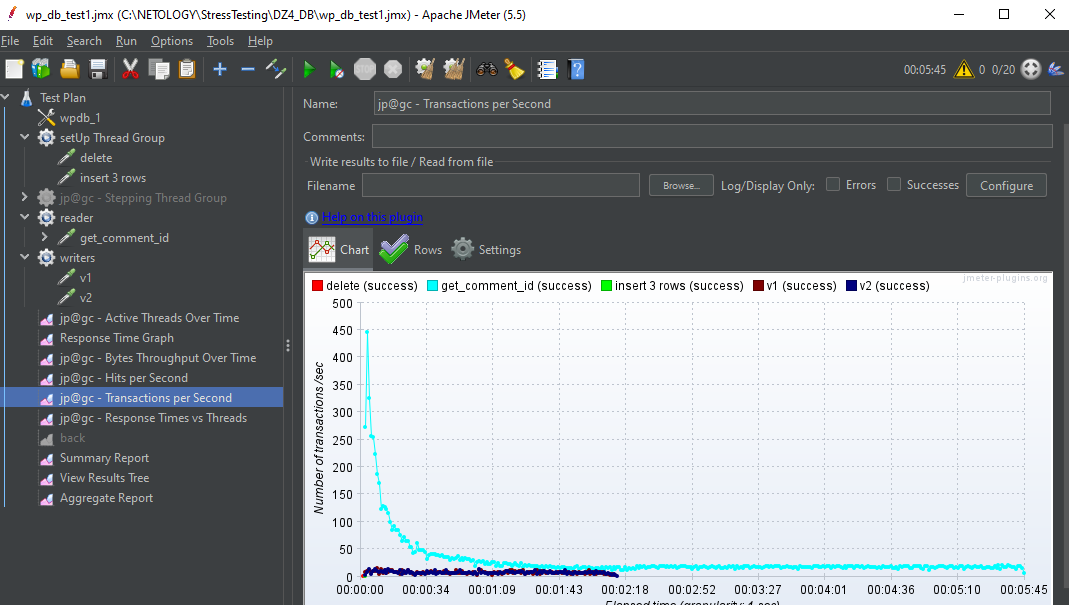 wp_db_test1.jmx (C:\NETOLOGY\StressTesting\DZ4_DB\wp_db_test1.jmx) - Apache JMeter (5.5)
File Edit Search Run Options Tools Help
00:05:45 0 0/20
Test Plan
wpdb_1
setUp Thread Group
delete
insert 3 rows
jp@gc - Stepping Thread Group
reader
get_comment_id
writers
v1
v2
jp@gc - Active Threads Over Time
Response Time Graph
jp@gc - Bytes Throughput Over Time
jp@gc - Hits per Second
jp@gc - Transactions per Second
jp@gc - Response Times vs Threads
back
Summary Report
View Results Tree
Aggregate Report
Name: jp@gc - Transactions per Second
Comments:
Write results to file / Read from file
Filename Browse... Log/Display Only: Errors Successes Configure
Help on this plugin
Chart Rows Settings
jmeter-plugins.org
delete (success) get_comment_id (success) insert 3 rows (success) v1 (success) v2 (success)
Number of transactions /sec
500
450
400
350
300
250
200
150
100
50
0
00:00:00 00:00:34 00:01:09 00:01:43 00:02:18 00:02:52 00:03:27 00:04:01 00:04:36 00:05:10 00:05:45
Elapsed time (granularity: 1 sec)